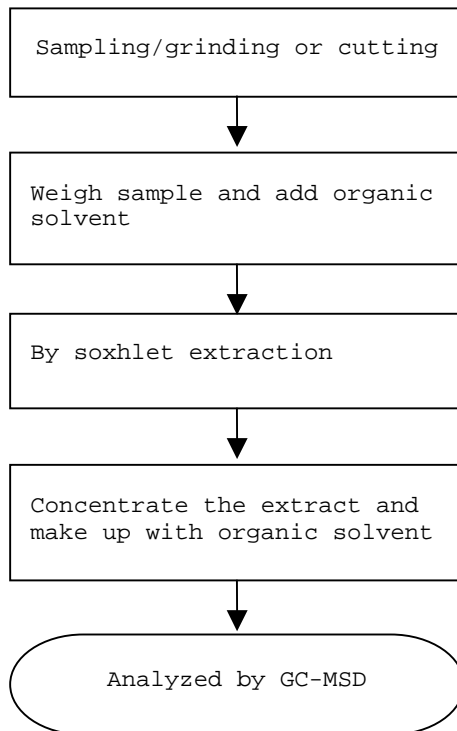 Sampling/grinding or cutting
Weigh sample and add organic
solvent
By soxhlet extraction
Concentrate the extract and
make up with organic solvent
Analyzed by GC-MSD